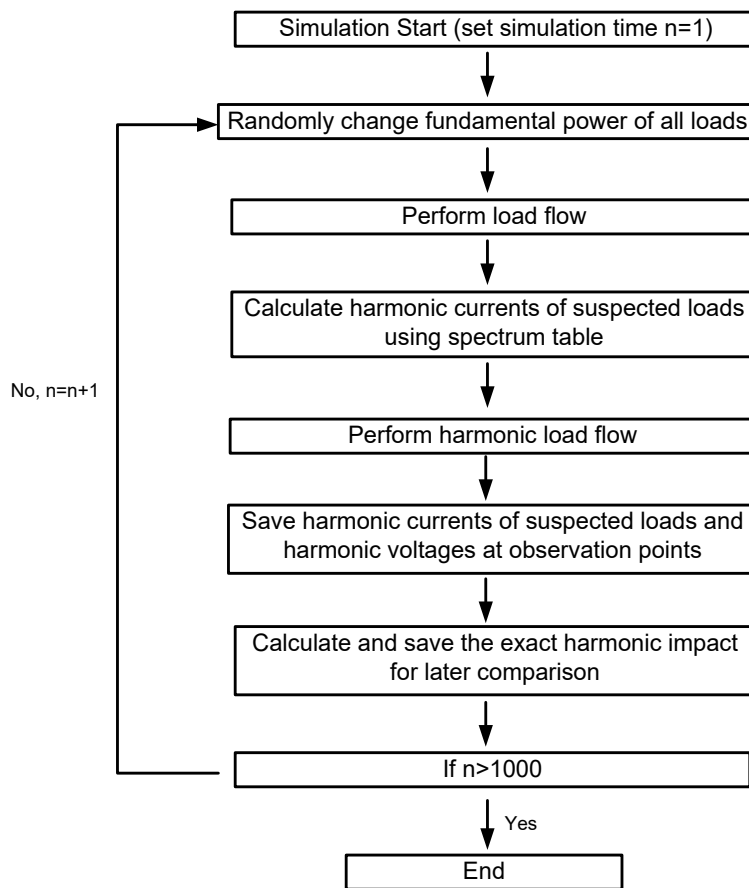 Simulation Start (set simulation time n=1)
Randomly change fundamental power of all loads
Perform load flow
Calculate harmonic currents of suspected loads
using spectrum table
No, n=n+1
Perform harmonic load flow
Save harmonic currents of suspected loads and
harmonic voltages at observation points
Calculate and save the exact harmonic impact
for later comparison
If n>1000
Yes
End